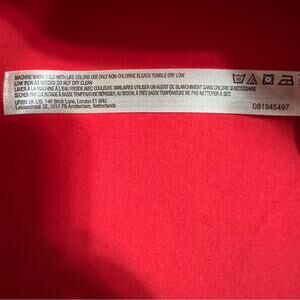 MACHINE WASH COLD WITH LIKE COLORS USE ONLY NON-CHLORINE BLEACH TUMBLE DRY LOW
LOW IRON AS NEEDED DO NOT DRY CLEAN
LAVER À LA MACHINE À L'EAU FROIDE AVEC COULEURS SIMILAIRES UTILISER UN AGENT DE BLANCHIMENT SANS CHLORE SI NÉCESSAIRE
SÉCHER PAR CULBUTAGE À BASSE TEMPÉRATURE, REPASSER, AU BESOIN, À TRÈS BASSE TEMPÉRATURE NE PAS NETTOYER À SEC
URBN UK Ltd, 146 Brick Lane, London E1 6RU
Leidsestraat 32, 1017 PB Amsterdam, Netherlands
081945497